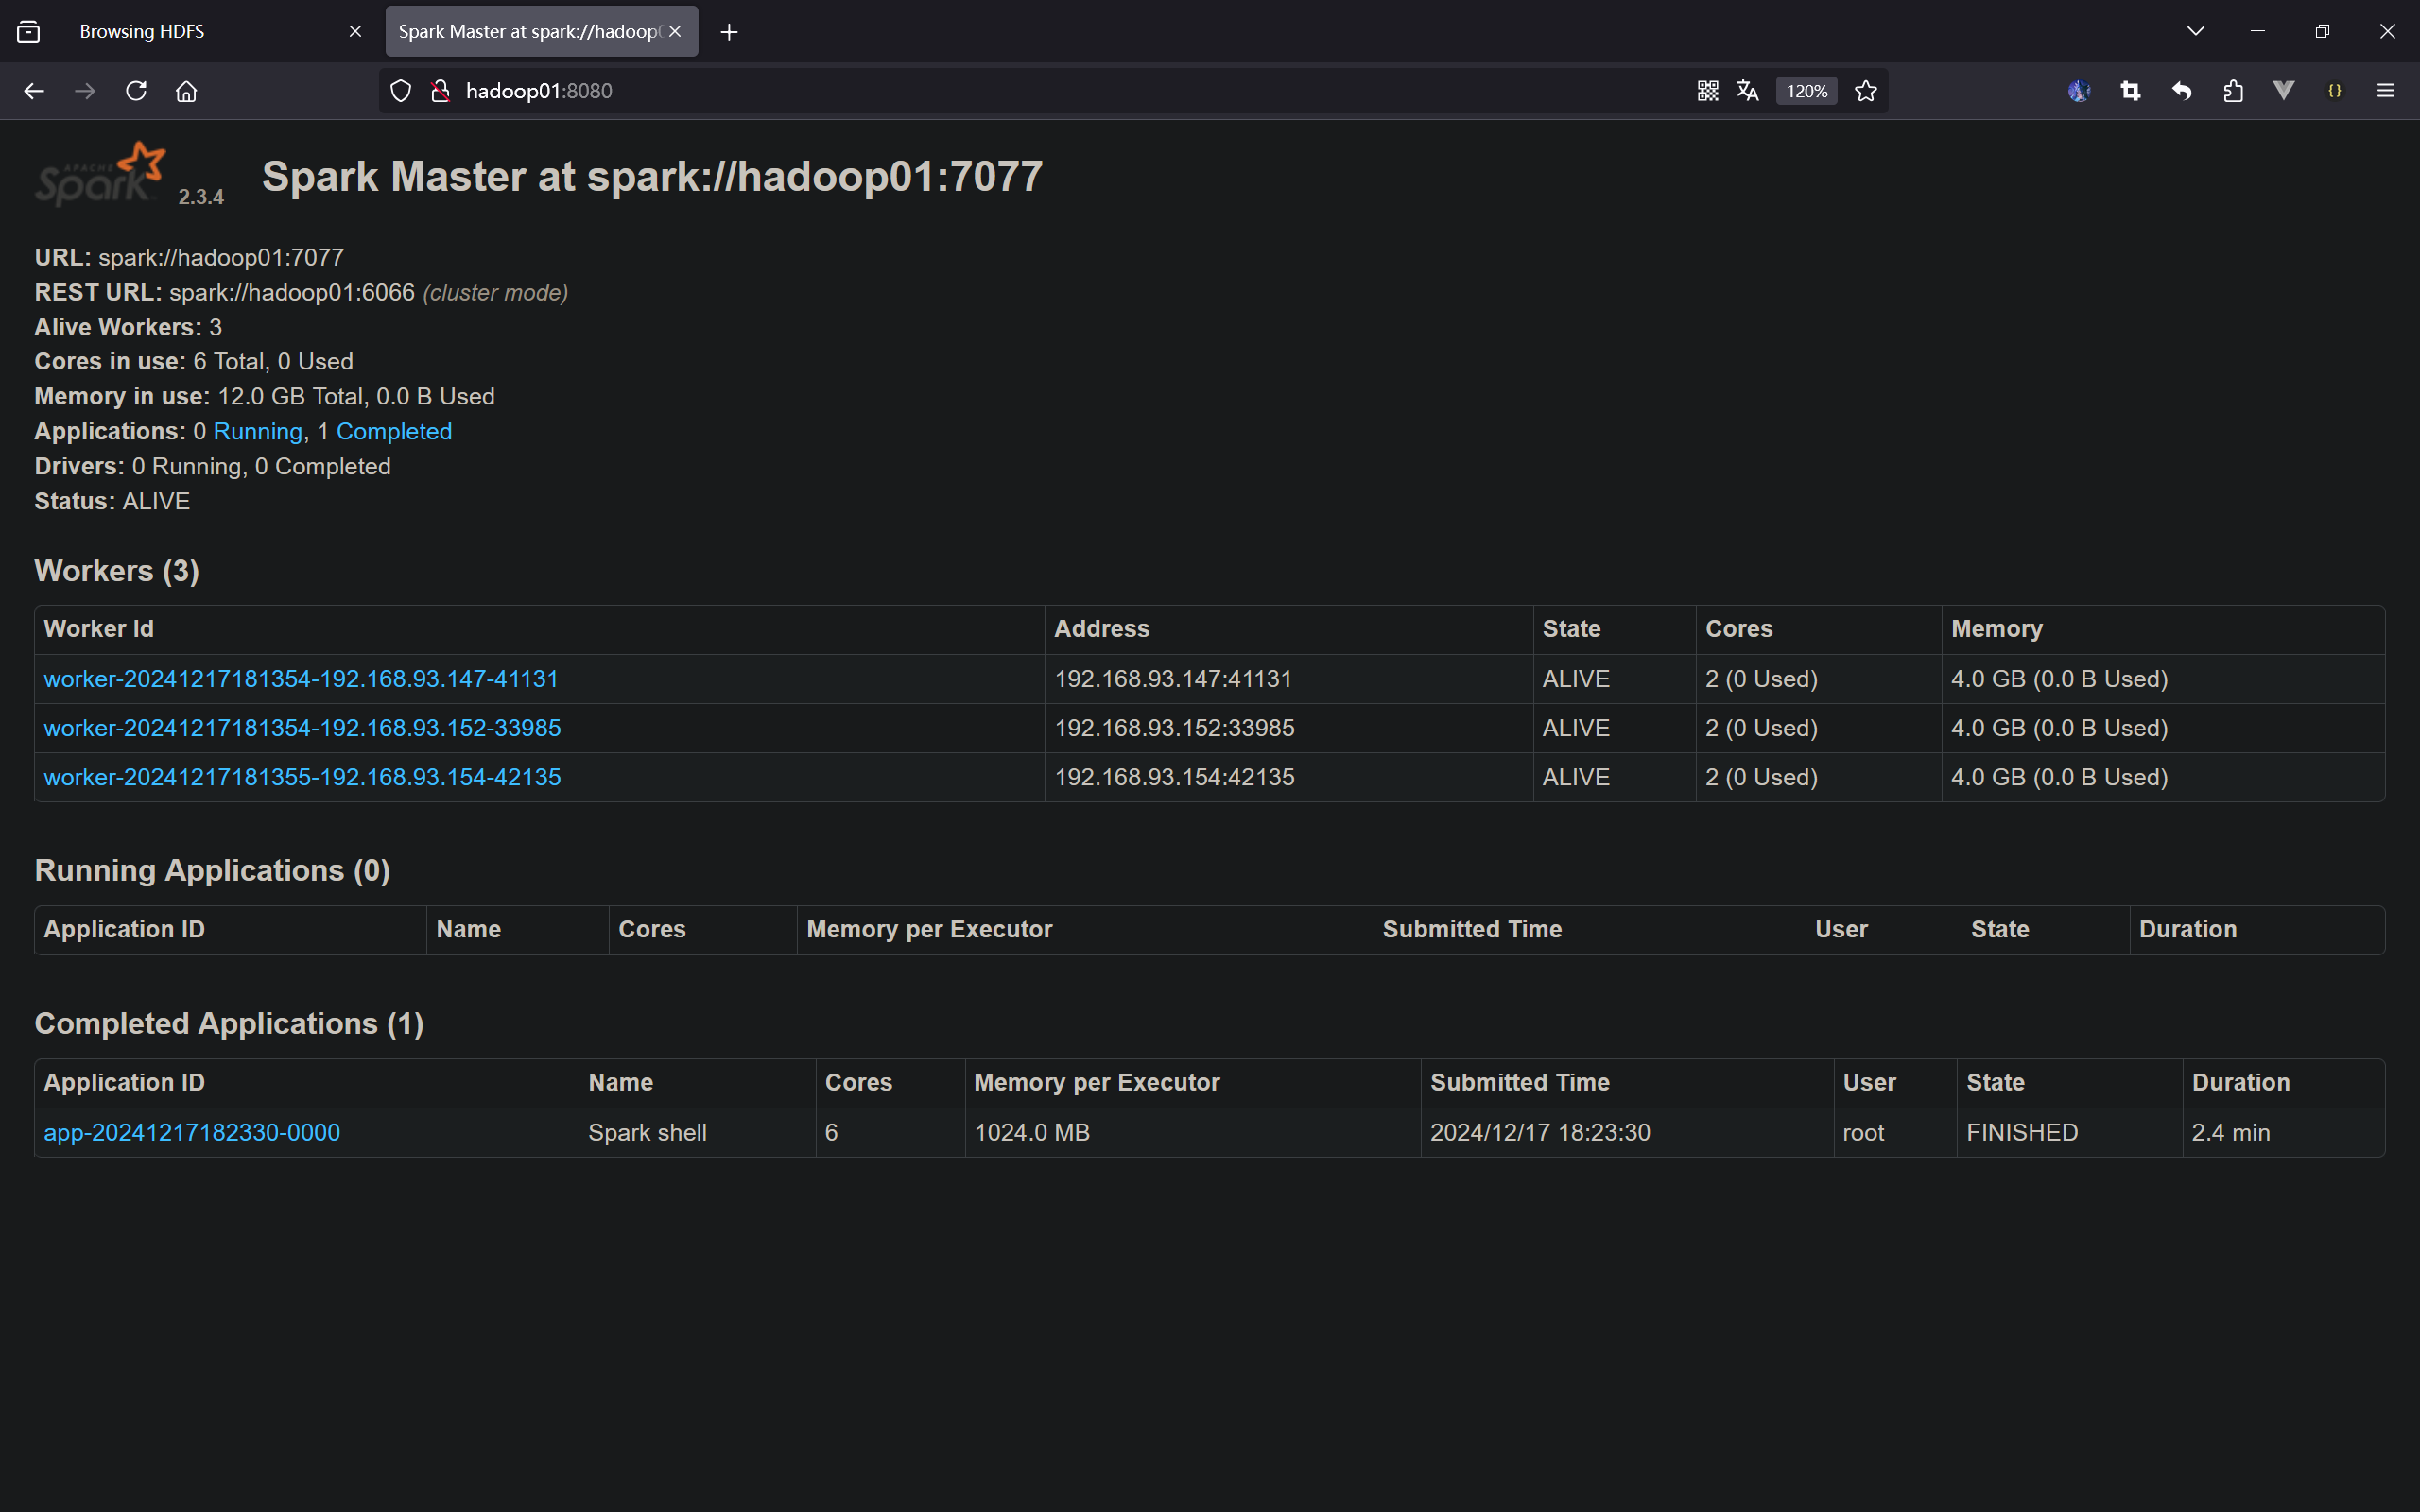 Browsing HDFS
Spark Master at spark://hadoop
hadoop01:8080
120%
APACHE
Spark 2.3.4 Spark Master at spark://hadoop01:7077
URL: spark://hadoop01:7077
REST URL: spark://hadoop01:6066 (cluster mode)
Alive Workers: 3
Cores in use: 6 Total, 0 Used
Memory in use: 12.0 GB Total, 0.0 B Used
Applications: 0 Running, 1 Completed
Drivers: 0 Running, 0 Completed
Status: ALIVE
Workers (3)
Worker Id Address State Cores Memory
worker-20241217181354-192.168.93.147-41131 192.168.93.147:41131 ALIVE 2 (0 Used) 4.0 GB (0.0 B Used)
worker-20241217181354-192.168.93.152-33985 192.168.93.152:33985 ALIVE 2 (0 Used) 4.0 GB (0.0 B Used)
worker-20241217181355-192.168.93.154-42135 192.168.93.154:42135 ALIVE 2 (0 Used) 4.0 GB (0.0 B Used)
Running Applications (0)
Application ID Name Cores Memory per Executor Submitted Time User State Duration
Completed Applications (1)
Application ID Name Cores Memory per Executor Submitted Time User State Duration
app-20241217182330-0000 Spark shell 6 1024.0 MB 2024/12/17 18:23:30 root FINISHED 2.4 min